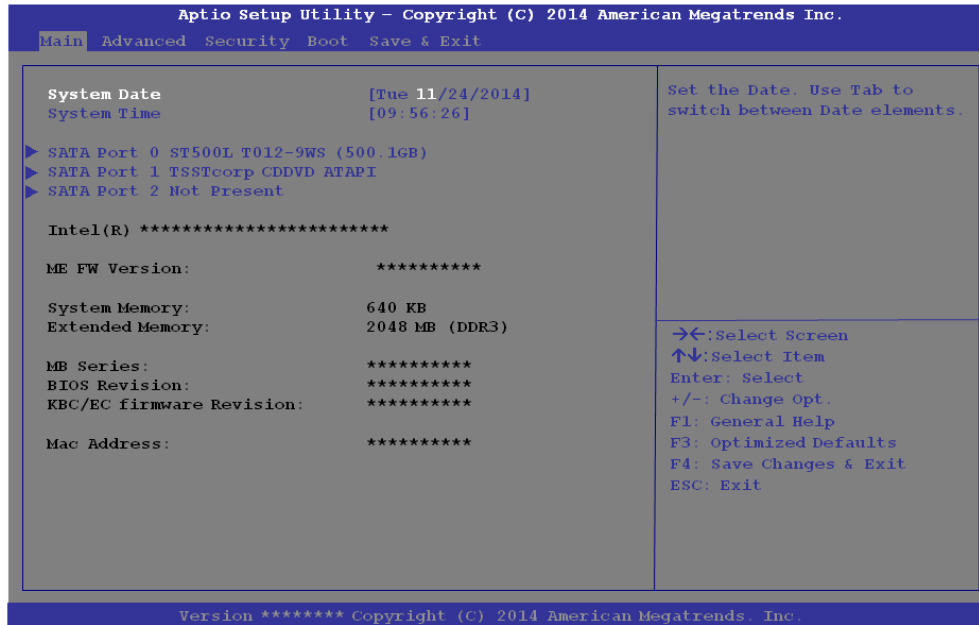 Aptio Setup Utility – Copyright (C) 2014 American Megatrends Inc.
Main Advanced Security Boot Save & Exit
System Date [Tue 11/24/2014]
System Time [09:56:26]
SATA Port 0 ST500L T012-9WS (500.1GB)
SATA Port 1 TSSTcorp CDDVD ATAPI
SATA Port 2 Not Present
Intel(R) ************************
ME FW Version: **********
System Memory: 640 KB
Extended Memory: 2048 MB (DDR3)
MB Series: **********
BIOS Revision: **********
KBC/EC firmware Revision: **********
Mac Address: **********
Set the Date. Use Tab to
switch between Date elements.
→←:Select Screen
↑↓:Select Item
Enter: Select
+/-: Change Opt.
F1: General Help
F3: Optimized Defaults
F4: Save Changes & Exit
ESC: Exit
Version ******** Copyright (C) 2014 American Megatrends. Inc.